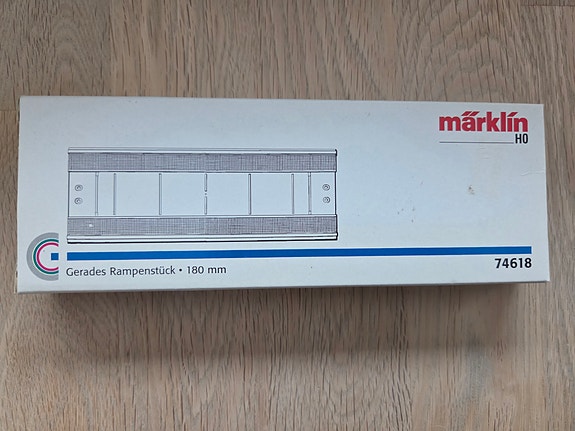 märklin
H0
Gerades Rampenstück • 180 mm
74618